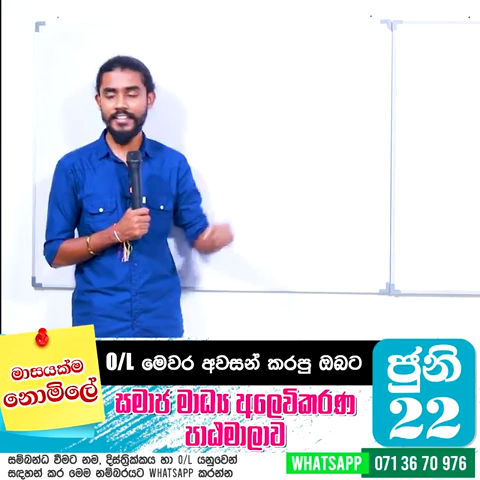 මාසයක්ම
නොමිලේ
O/L මෙවර අවසන් කරපු ඔබට
සමාජ මාධ්‍ය අලෙවිකරණ
පාඨමාලාව
ජුනි
22
සම්බන්ධ වීමට නම, දිස්ත්‍රික්කය හා O/L යනුවෙන්
සඳහන් කර මෙම නම්බරයට WHATSAPP කරන්න
WHATSAPP 071 36 70 976